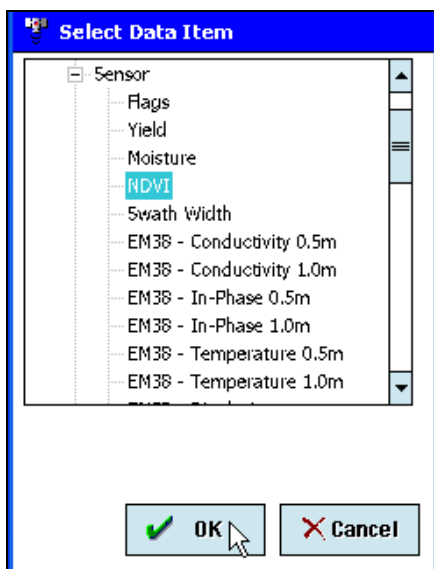 Select Data Item
Sensor
Flags
Yield
Moisture
NDVI
Swath Width
EM38 - Conductivity 0.5m
EM38 - Conductivity 1.0m
EM38 - In-Phase 0.5m
EM38 - In-Phase 1.0m
EM38 - Temperature 0.5m
EM38 - Temperature 1.0m
OK Cancel